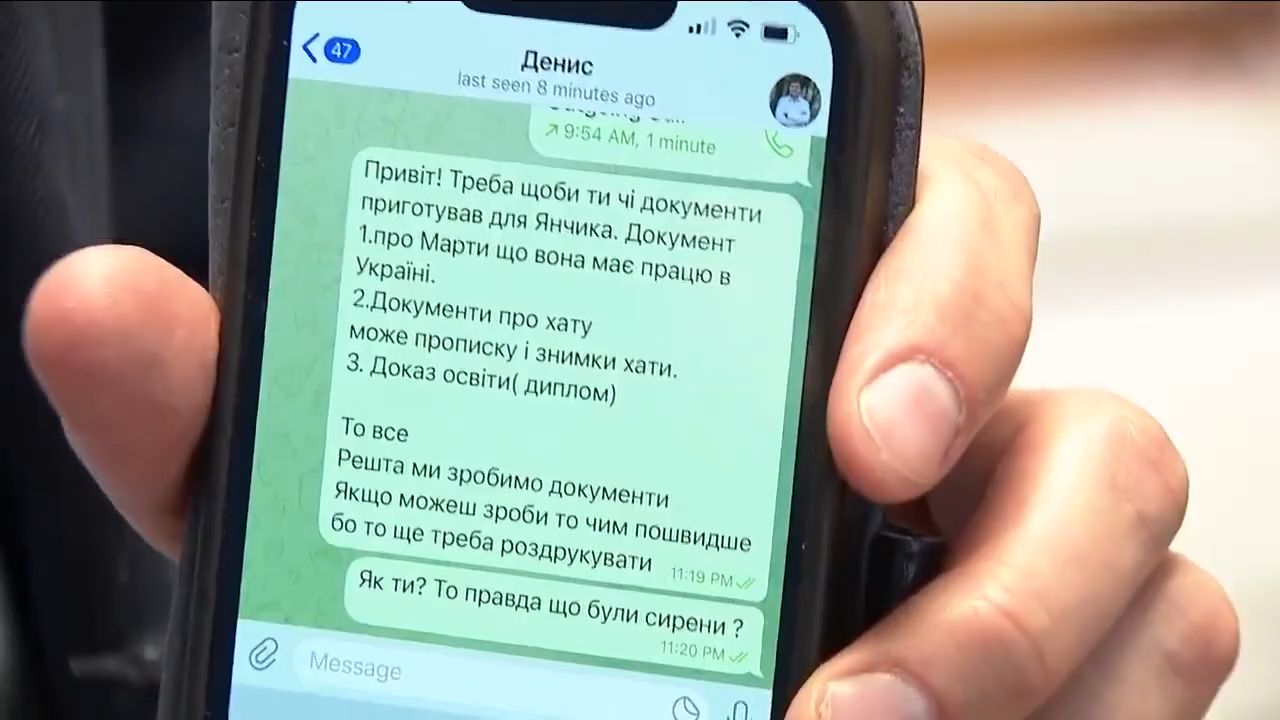 47
Денис
last seen 8 minutes ago
9:54 AM, 1 minute
Привіт! Треба щоби ти чі документи
приготував для Янчика. Документ
1.про Марти що вона має працю в
Україні.
2.Документи про хату
може прописку і знимки хати.
3. Доказ освіти( диплом)
То все
Решта ми зробимо документи
Якщо можеш зроби то чим пошвидше
бо то ще треба роздрукувати
11:19 PM
Як ти? То правда що були сирени ?
11:20 PM
Message